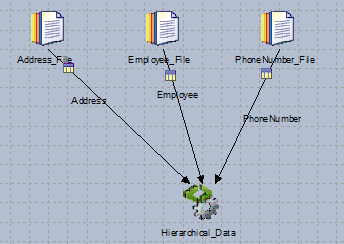 Address_File
Employee_File
PhoneNumber_File
Address
Employee
PhoneNumber
Hierarchical_Data